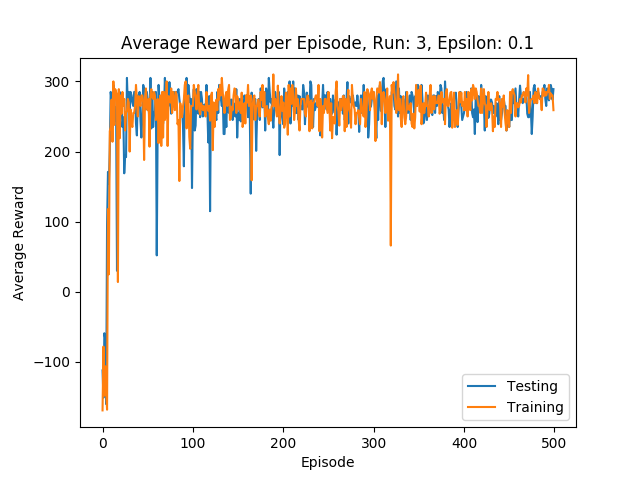 Average Reward per Episode, Run: 3, Epsilon: 0.1
Average Reward
300
200
100
0
−100
0 100 200 300 400 500
Episode
Testing
Training